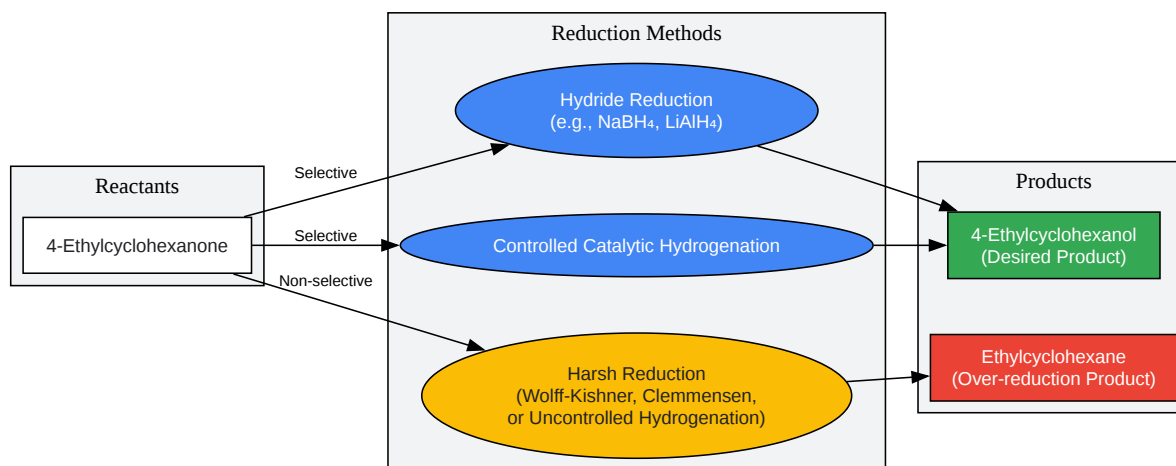 Reduction Methods
Hydride Reduction
(e.g., NaBH₄, LiAlH₄)
Selective
Reactants
Products
4-Ethylcyclohexanone
Selective
Controlled Catalytic Hydrogenation
4-Ethylcyclohexanol
(Desired Product)
Non-selective
Harsh Reduction
(Wolff-Kishner, Clemmensen,
or Uncontrolled Hydrogenation)
Ethylcyclohexane
(Over-reduction Product)